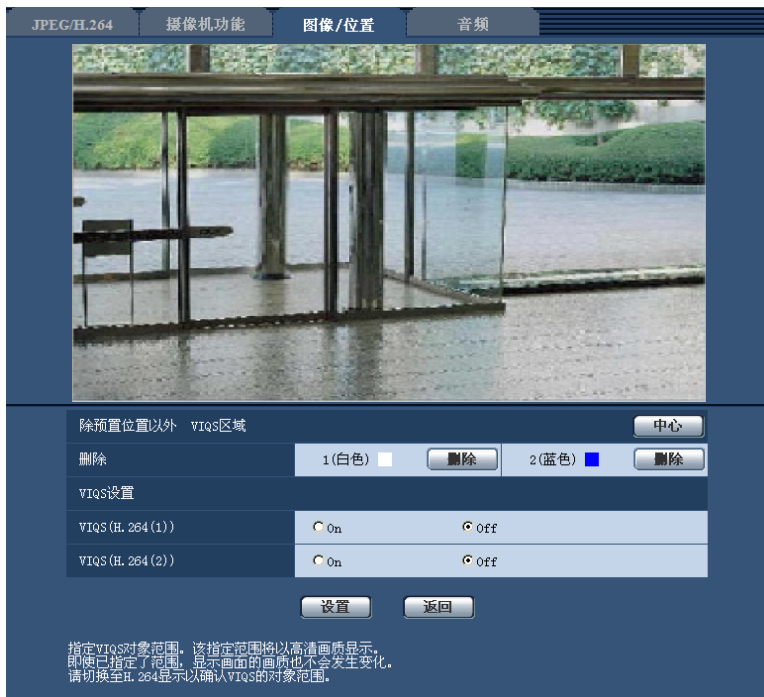 JPEG/H.264 摄像机功能 图像/位置 音频
除预置位置以外 VIQS区域 中心
删除 1(白色) 删除 2(蓝色) 删除
VIQS设置
VIQS(H.264(1)) On Off
VIQS(H.264(2)) On Off
设置 返回
指定VIQS对象范围。该指定范围将以高清画质显示。
即使已指定了范围，显示画面的画质也不会发生变化。
请切换至H.264显示以确认VIQS的对象范围。